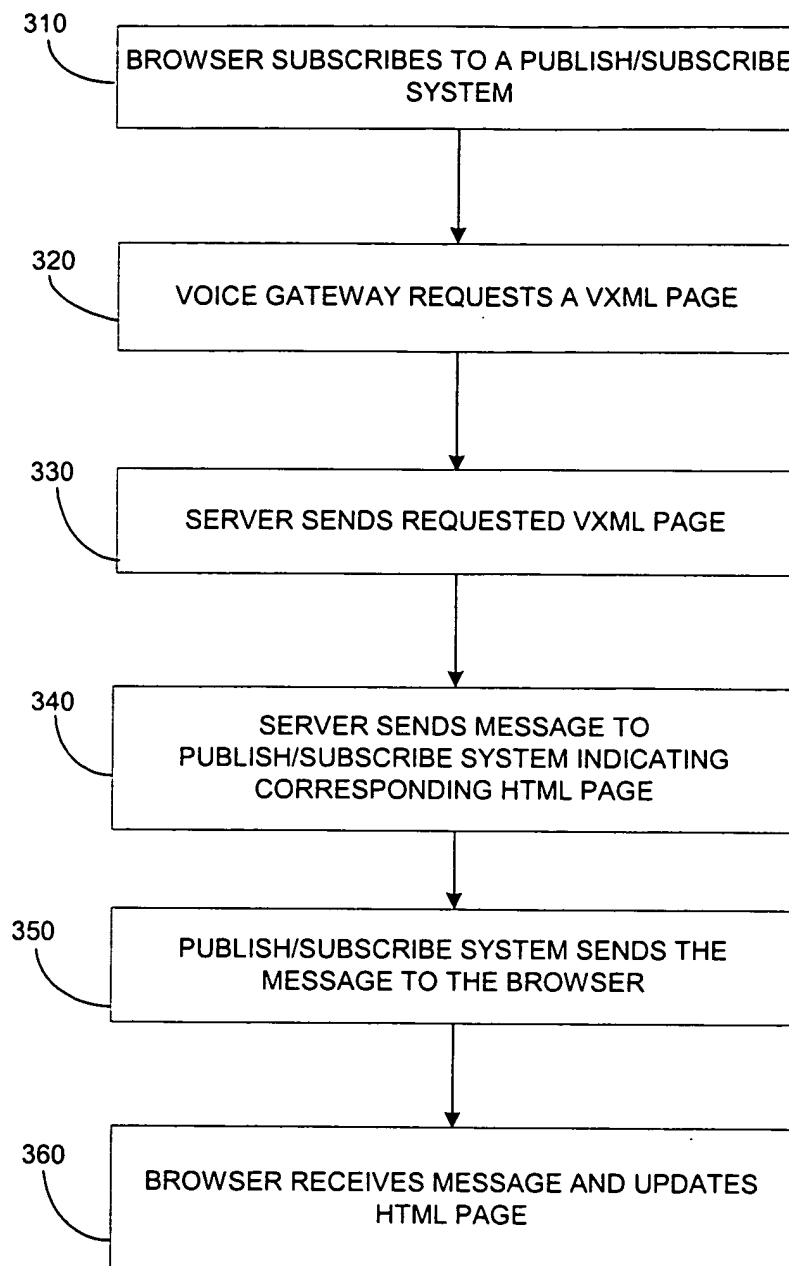 310
BROWSER SUBSCRIBES TO A PUBLISH/SUBSCRIBE
SYSTEM
320
VOICE GATEWAY REQUESTS A VXML PAGE
330
SERVER SENDS REQUESTED VXML PAGE
340
SERVER SENDS MESSAGE TO
PUBLISH/SUBSCRIBE SYSTEM INDICATING
CORRESPONDING HTML PAGE
350
PUBLISH/SUBSCRIBE SYSTEM SENDS THE
MESSAGE TO THE BROWSER
360
BROWSER RECEIVES MESSAGE AND UPDATES
HTML PAGE